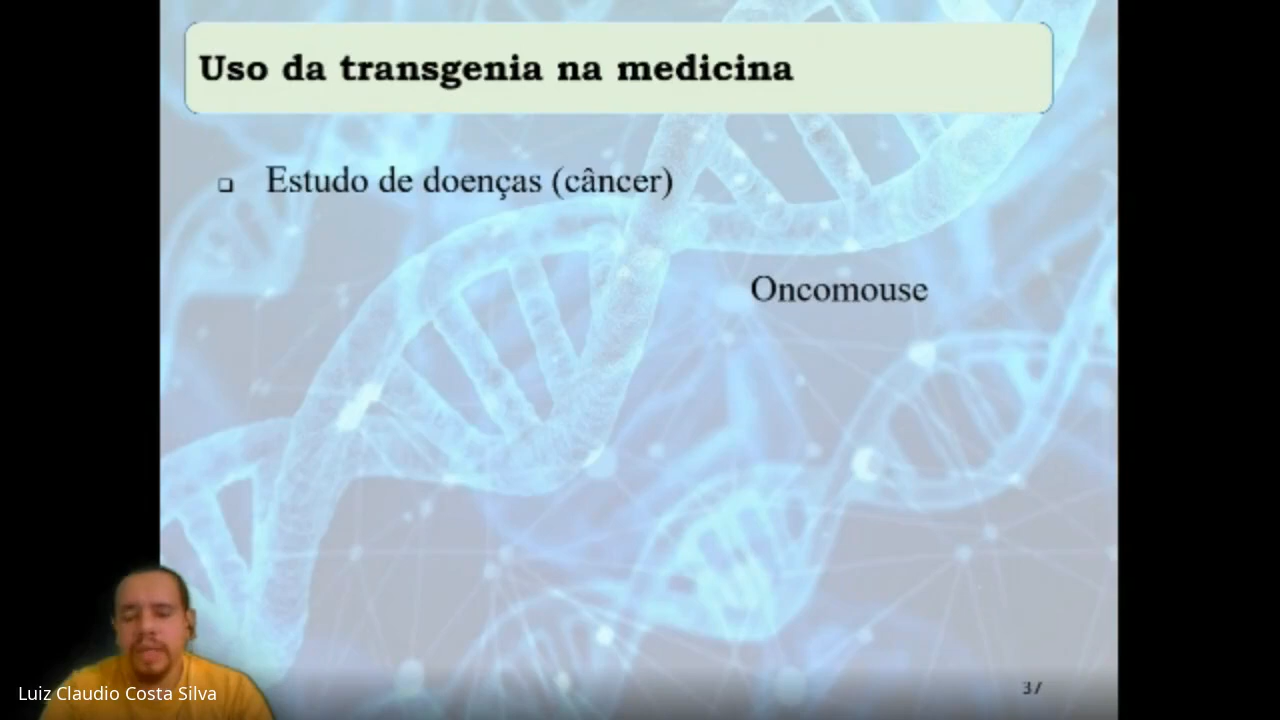 Uso da transgenia na medicina
❑ Estudo de doenças (câncer)
Oncomouse
Luiz Claudio Costa Silva
37